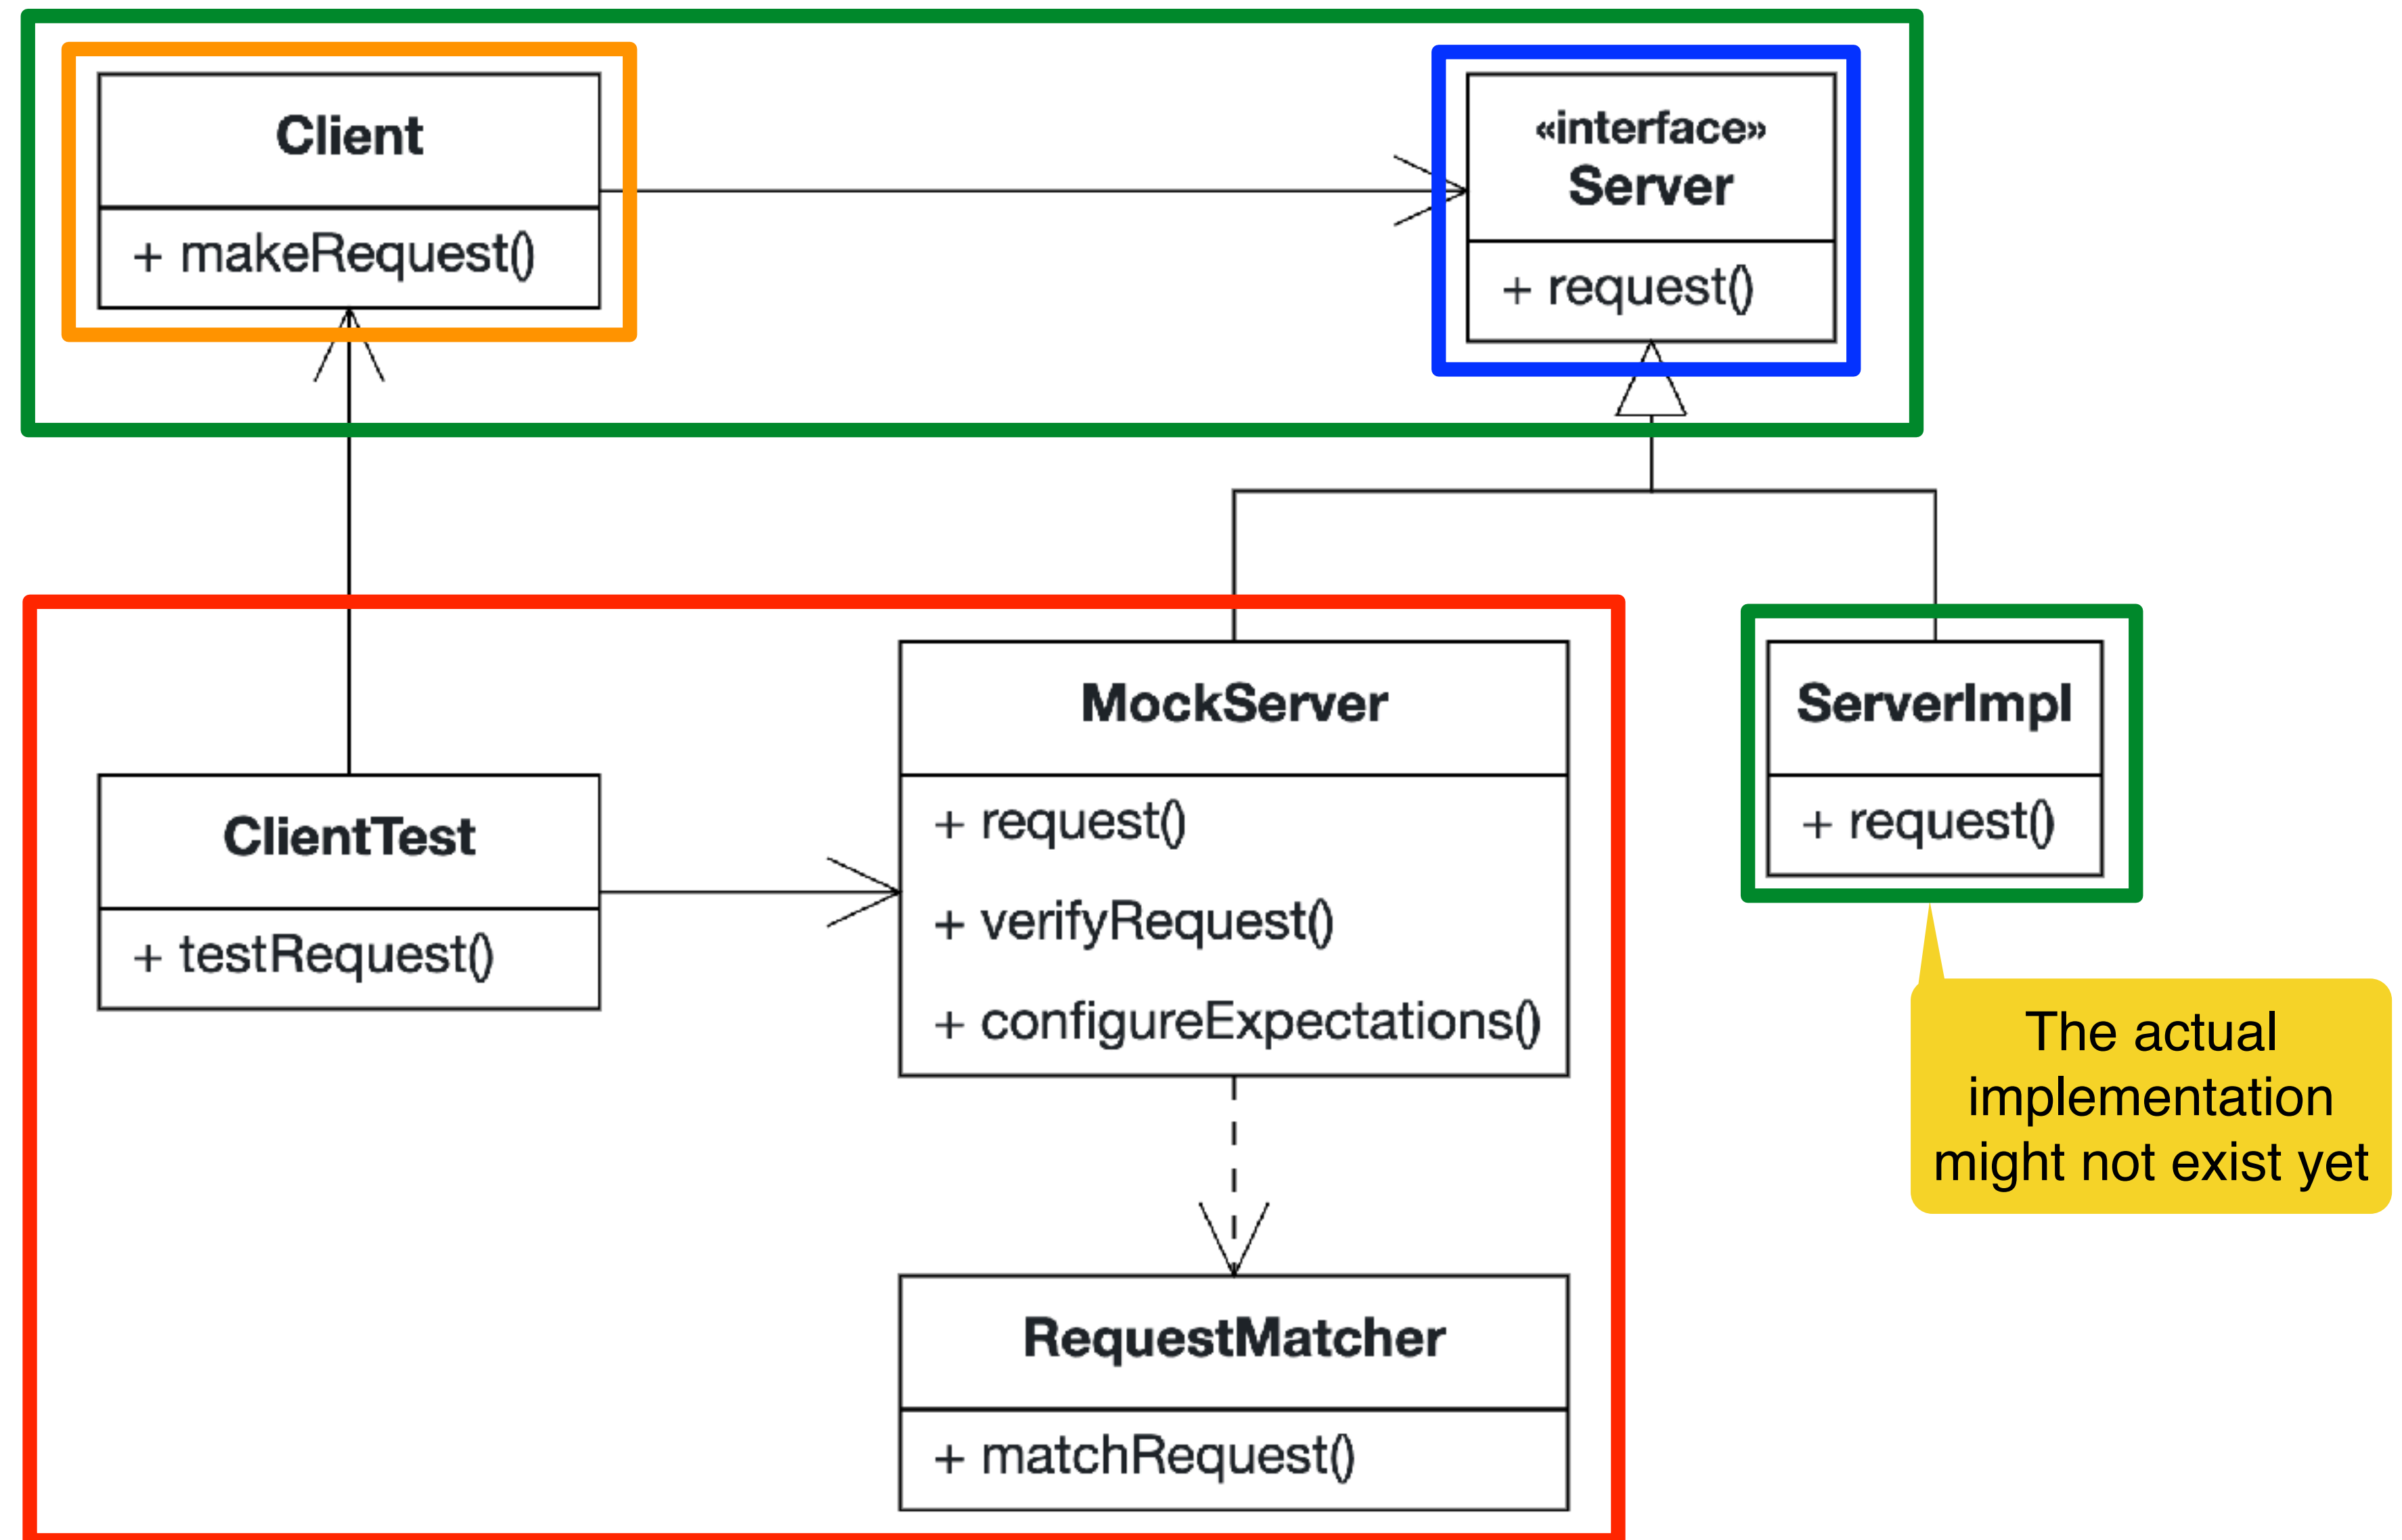 Client
+ makeRequest()
«interface»
Server
+ request()
ClientTest
+ testRequest()
MockServer
+ request()
+ verifyRequest()
+ configureExpectations()
ServerImpl
+ request()
The actual
implementation
might not exist yet
RequestMatcher
+ matchRequest()